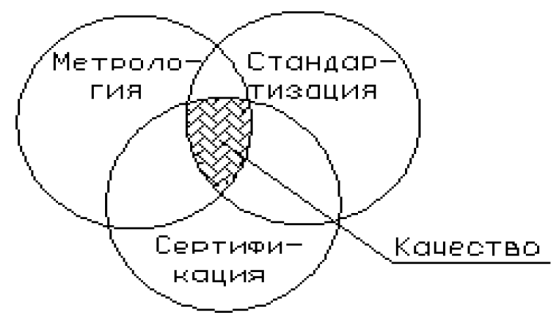 Метроло-
гия
Стандар-
тизация
Сертифи-
кация
Качество